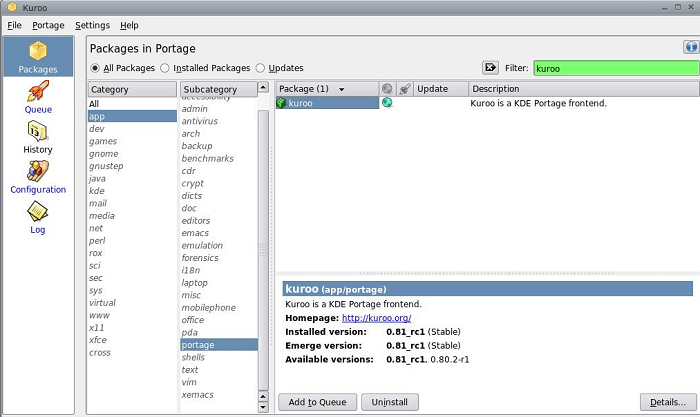 Kuroo
File Portage Settings Help
Packages
Queue
History
Configuration
Log
Packages in Portage
All Packages Installed Packages Updates
Filter: kuroo
Category
All
app
dev
games
gnome
gnustep
java
kde
mail
media
net
perl
rox
sci
sec
sys
virtual
www
x11
xfce
cross
Subcategory
accessibility
admin
antivirus
arch
backup
benchmarks
cdr
crypt
dicts
doc
editors
emacs
emulation
forensics
i18n
laptop
misc
mobilephone
office
pda
portage
shells
text
vim
xemacs
Package (1) Update Description
kuroo Kuroo is a KDE Portage frontend.
kuroo (app/portage)
Kuroo is a KDE Portage frontend.
Homepage: http://kuroo.org/
Installed version: 0.81_rc1 (Stable)
Emerge version: 0.81_rc1 (Stable)
Available versions: 0.81_rc1, 0.80.2-r1
Add to Queue Uninstall Details...